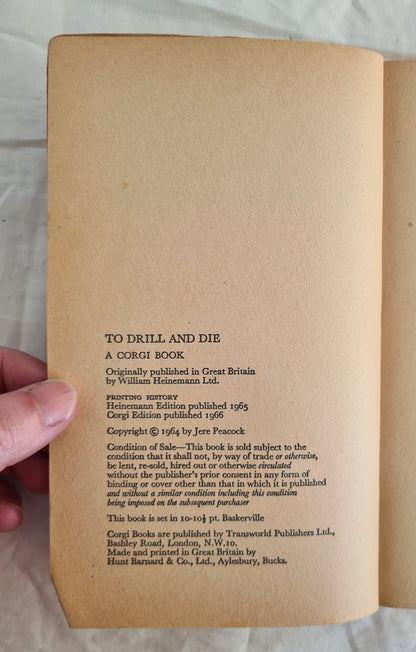 TO DRILL AND DIE
A CORGI BOOK
Originally published in Great Britain
by William Heinemann Ltd.
PRINTING HISTORY
Heinemann Edition published 1965
Corgi Edition published 1966
Copyright © 1964 by Jere Peacock
Condition of Sale—This book is sold subject to the
condition that it shall not, by way of trade or otherwise,
be lent, re-sold, hired out or otherwise circulated
without the publisher's prior consent in any form of
binding or cover other than that in which it is published
and without a similar condition including this condition
being imposed on the subsequent purchaser
This book is set in 10-10½ pt. Baskerville
Corgi Books are published by Transworld Publishers Ltd.,
Bashley Road, London, N.W.10.
Made and printed in Great Britain by
Hunt Barnard & Co., Ltd., Aylesbury, Bucks.